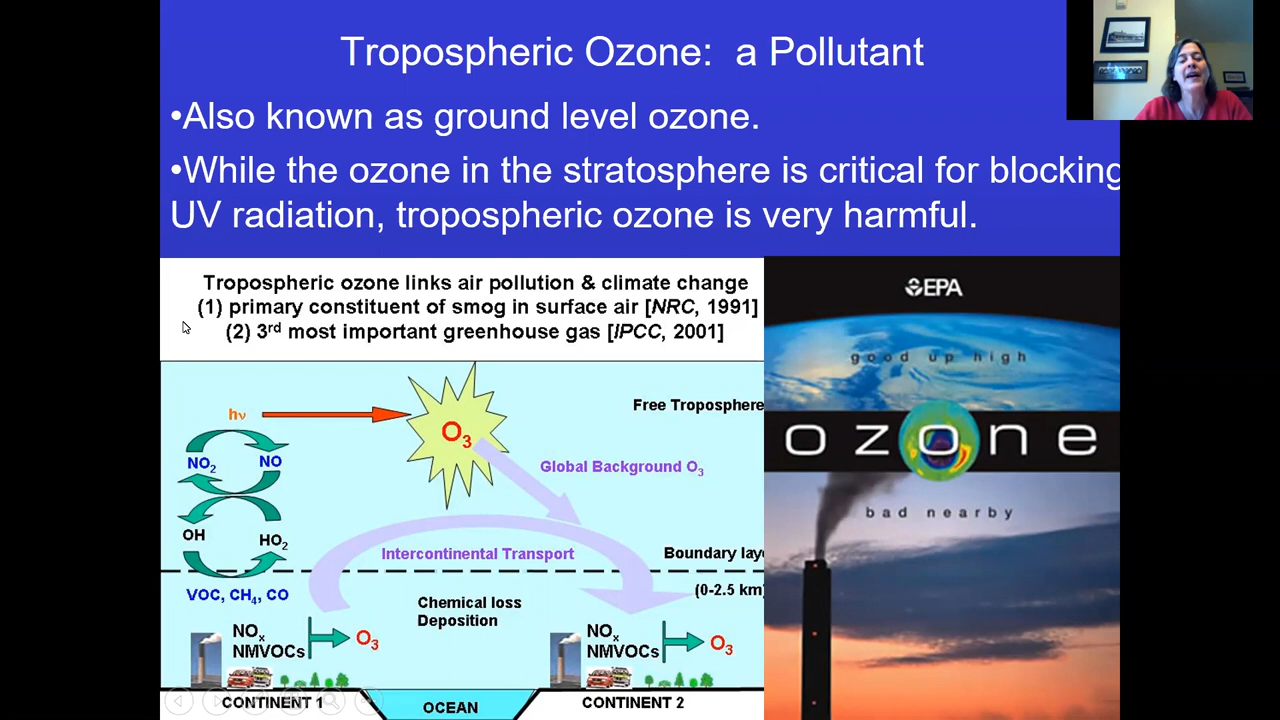 Tropospheric Ozone: a Pollutant
•Also known as ground level ozone.
•While the ozone in the stratosphere is critical for blocking
UV radiation, tropospheric ozone is very harmful.
Tropospheric ozone links air pollution & climate change
(1) primary constituent of smog in surface air [NRC, 1991]
(2) 3rd most important greenhouse gas [IPCC, 2001]
hν
O3
Free Troposphere
NO2
NO
Global Background O3
OH
HO2
Intercontinental Transport
Boundary laye
(0-2.5 km)
VOC, CH4, CO
Chemical loss
Deposition
NOx
NMVOCs
O3
NOx
NMVOCs
O3
CONTINENT 1
OCEAN
CONTINENT 2
EPA
good up high
ozone
bad nearby